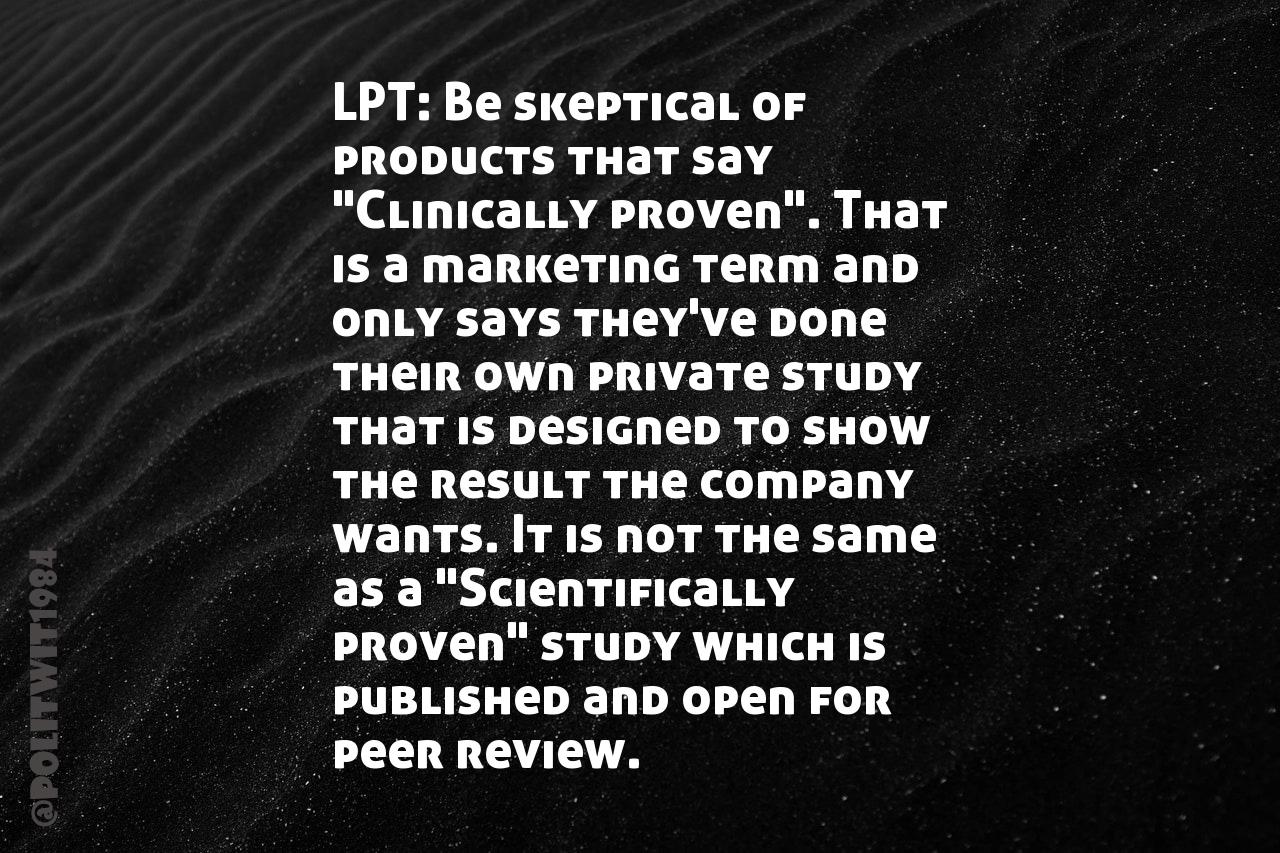 LPT: Be skeptical of
products that say
"Clinically proven". That
is a marketing term and
only says they've done
their own private study
that is designed to show
the result the company
wants. It is not the same
as a "Scientifically
proven" study which is
published and open for
peer review.
@POLITWIT1984